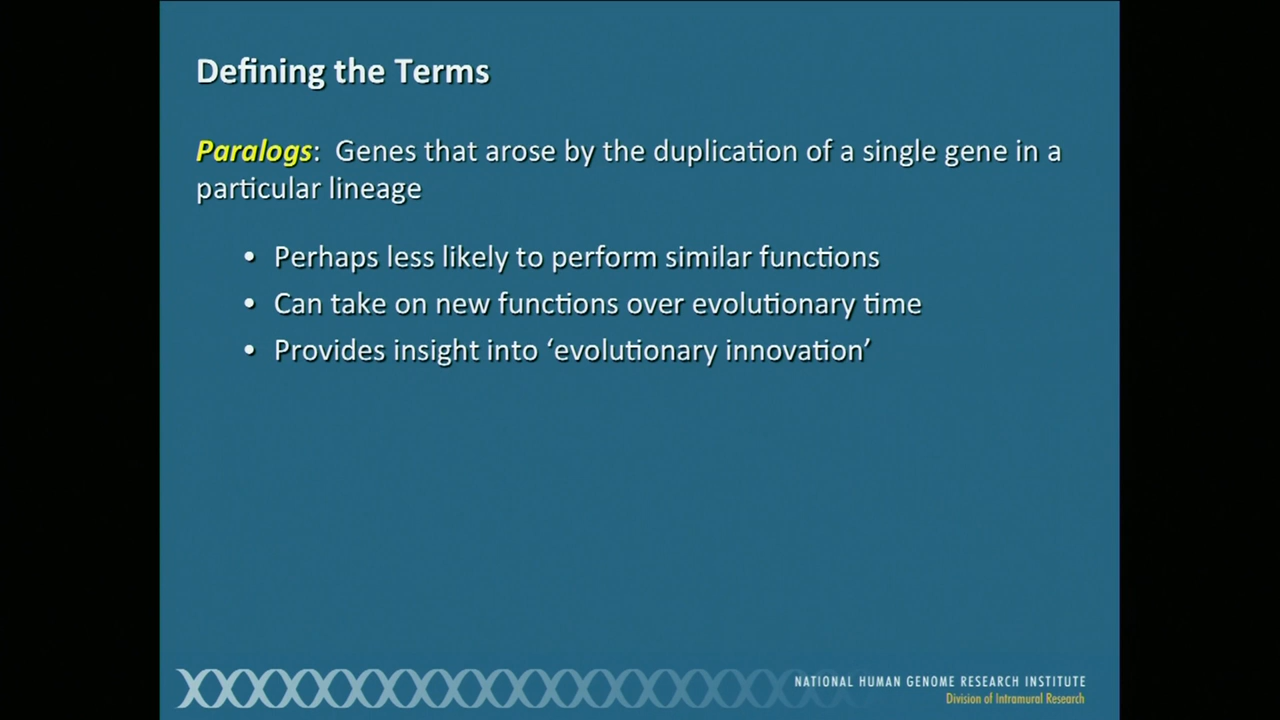 Defining the Terms
Paralogs: Genes that arose by the duplication of a single gene in a
particular lineage
• Perhaps less likely to perform similar functions
• Can take on new functions over evolutionary time
• Provides insight into ‘evolutionary innovation’
NATIONAL HUMAN GENOME RESEARCH INSTITUTE
Division of Intramural Research